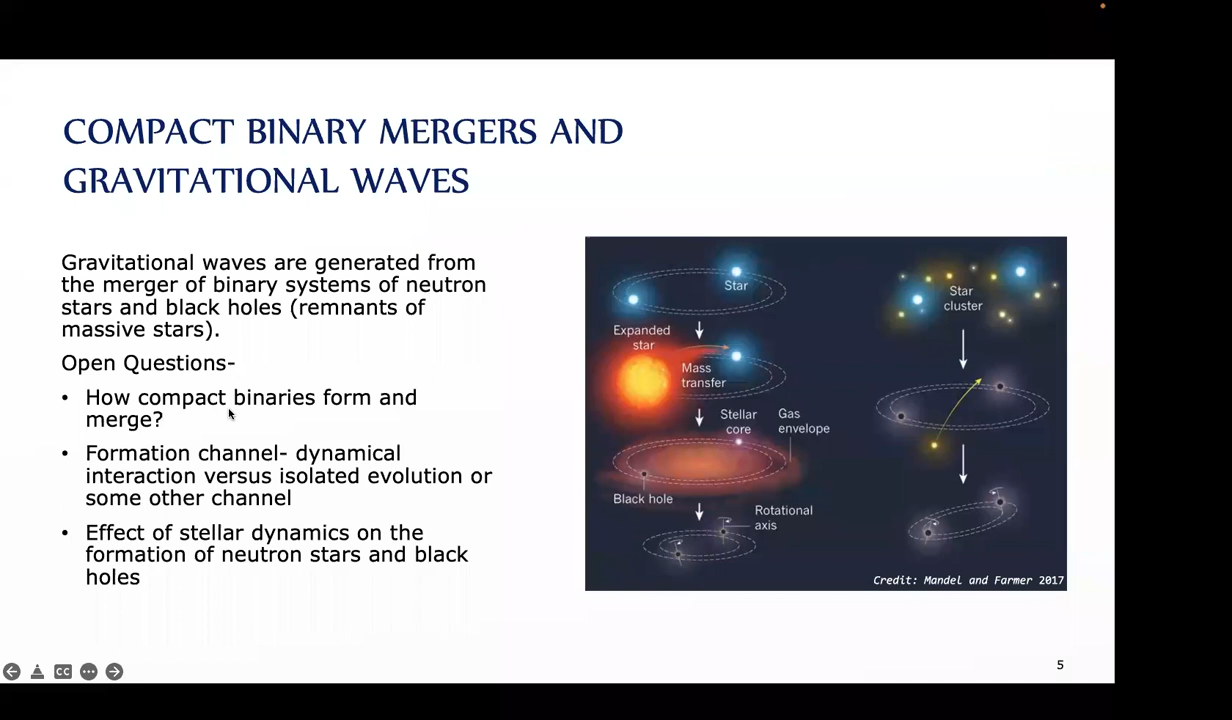 COMPACT BINARY MERGERS AND
GRAVITATIONAL WAVES
Gravitational waves are generated from
the merger of binary systems of neutron
stars and black holes (remnants of
massive stars).
Open Questions-
• How compact binaries form and
merge?
• Formation channel- dynamical
interaction versus isolated evolution or
some other channel
• Effect of stellar dynamics on the
formation of neutron stars and black
holes
Star
Expanded
star
Mass
transfer
Stellar
core
Gas
envelope
Black hole
Rotational
axis
Star
cluster
Credit: Mandel and Farmer 2017
CC
5